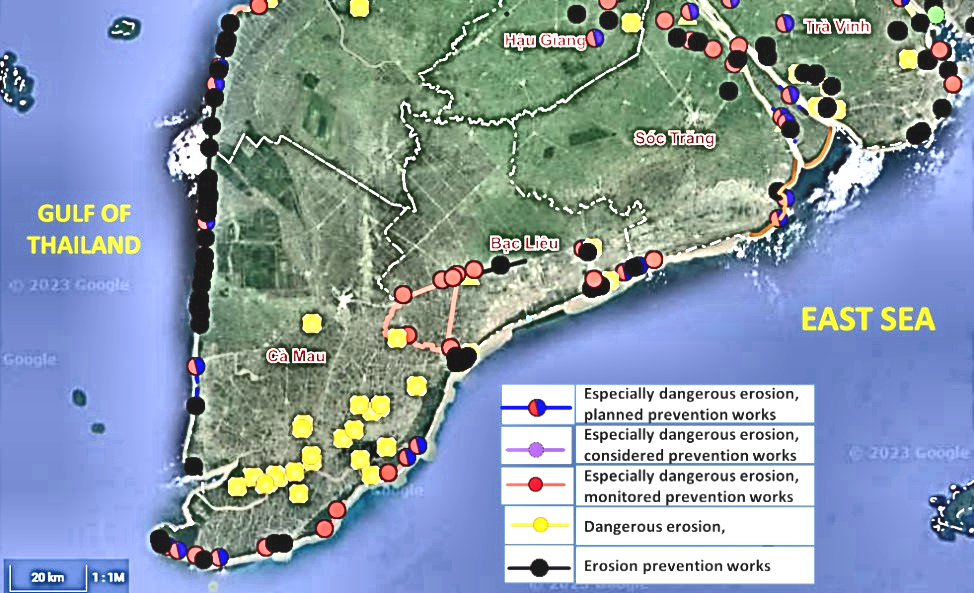 Trà Vinh
Hậu Giang
Sóc Trăng
GULF OF
THAILAND
Bạc Liêu
© 2023 Google
EAST SEA
Google
Cà Mau
Especially dangerous erosion,
planned prevention works
Especially dangerous erosion,
considered prevention works
© 2023 Google
Especially dangerous erosion,
monitored prevention works
Google
Dangerous erosion,
Erosion prevention works
20 km
1 : 1M
© 2023 Google